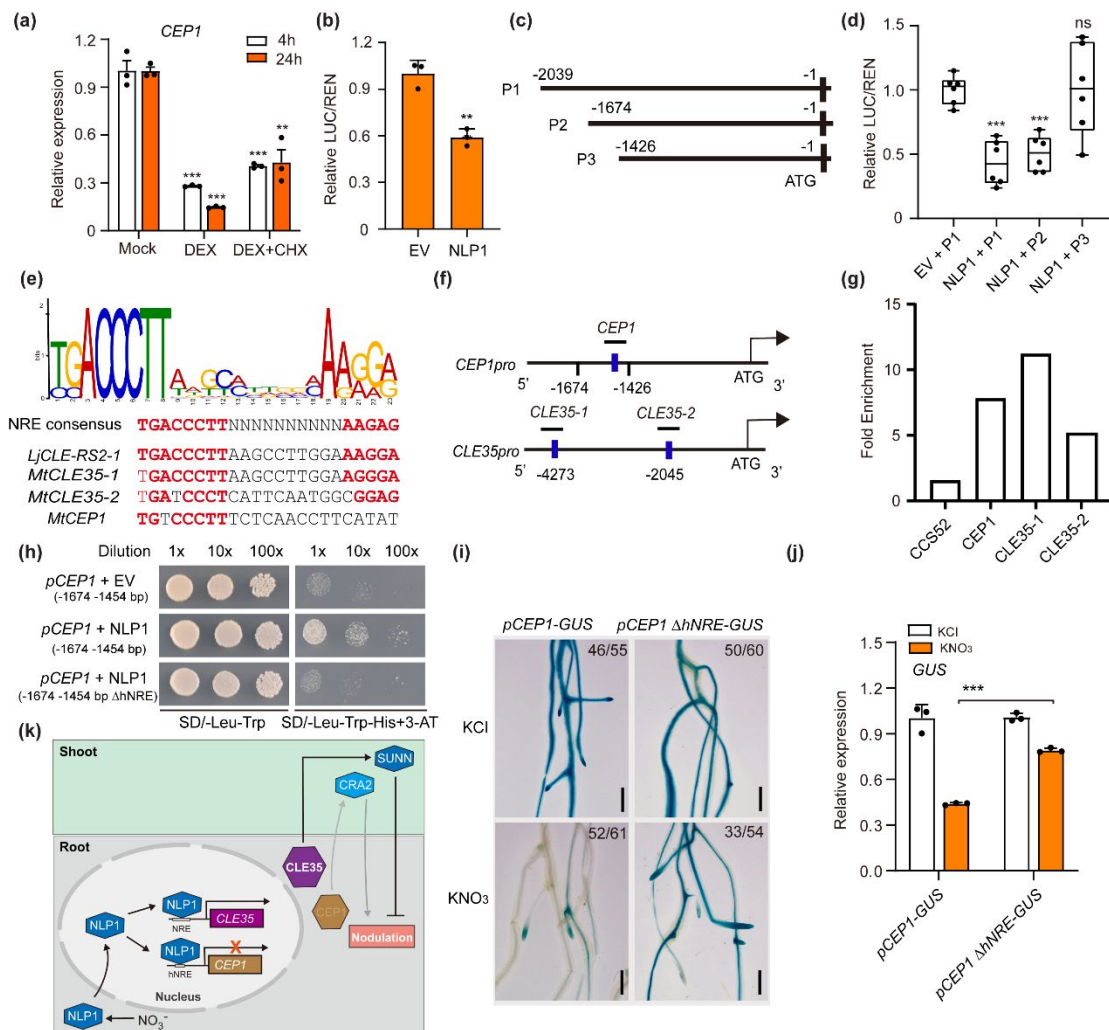 (a)
CEP1
4h
24h
Relative expression
1.2
0.9
0.6
0.3
0
***
***
***
**
Mock
DEX
DEX+CHX
(b)
Relative LUC/REN
1.2
0.9
0.6
0.3
0
**
EV
NLP1
(c)
-2039
-1
P1
-1674
-1
P2
-1426
-1
P3
ATG
(d)
ns
Relative LUC/REN
1.5
1.0
0.5
0
***
***
EV + P1
NLP1 + P1
NLP1 + P2
NLP1 + P3
(e)
2
bits
1
0
NRE consensus TGACCCTTNNNNNNNNNNAAGAG
LjCLE-RS2-1 TGACCCTTAAGCCTTGGAAAGGA
MtCLE35-1 TGACCCTTAAGCCTTGGAAGGGA
MtCLE35-2 TGATCCCTCATTCAATGGCGGAG
MtCEP1 TGTCCCTTTCTCAACCTTCATAT
(f)
CEP1
CEP1pro
5'
-1674
-1426
ATG
3'
CLE35-1
CLE35-2
CLE35pro
5'
-4273
-2045
ATG
3'
(g)
Fold Enrichment
15
10
5
0
CCS52
CEP1
CLE35-1
CLE35-2
(h)
Dilution 1x 10x 100x 1x 10x 100x
pCEP1 + EV
(-1674 -1454 bp)
pCEP1 + NLP1
(-1674 -1454 bp)
pCEP1 + NLP1
(-1674 -1454 bp ΔhNRE)
SD/-Leu-Trp
SD/-Leu-Trp-His+3-AT
(i)
pCEP1-GUS
pCEP1 ΔhNRE-GUS
46/55
50/60
KCl
52/61
33/54
KNO3
(j)
KCl
KNO3
GUS
Relative expression
1.5
1.2
0.9
0.6
0.3
0.0
***
pCEP1-GUS
pCEP1 ΔhNRE-GUS
(k)
Shoot
SUNN
CRA2
Root
CLE35
CEP1
NLP1
NLP1
NRE
CLE35
NLP1
X
hNRE
CEP1
Nodulation
Nucleus
NLP1
NO3-